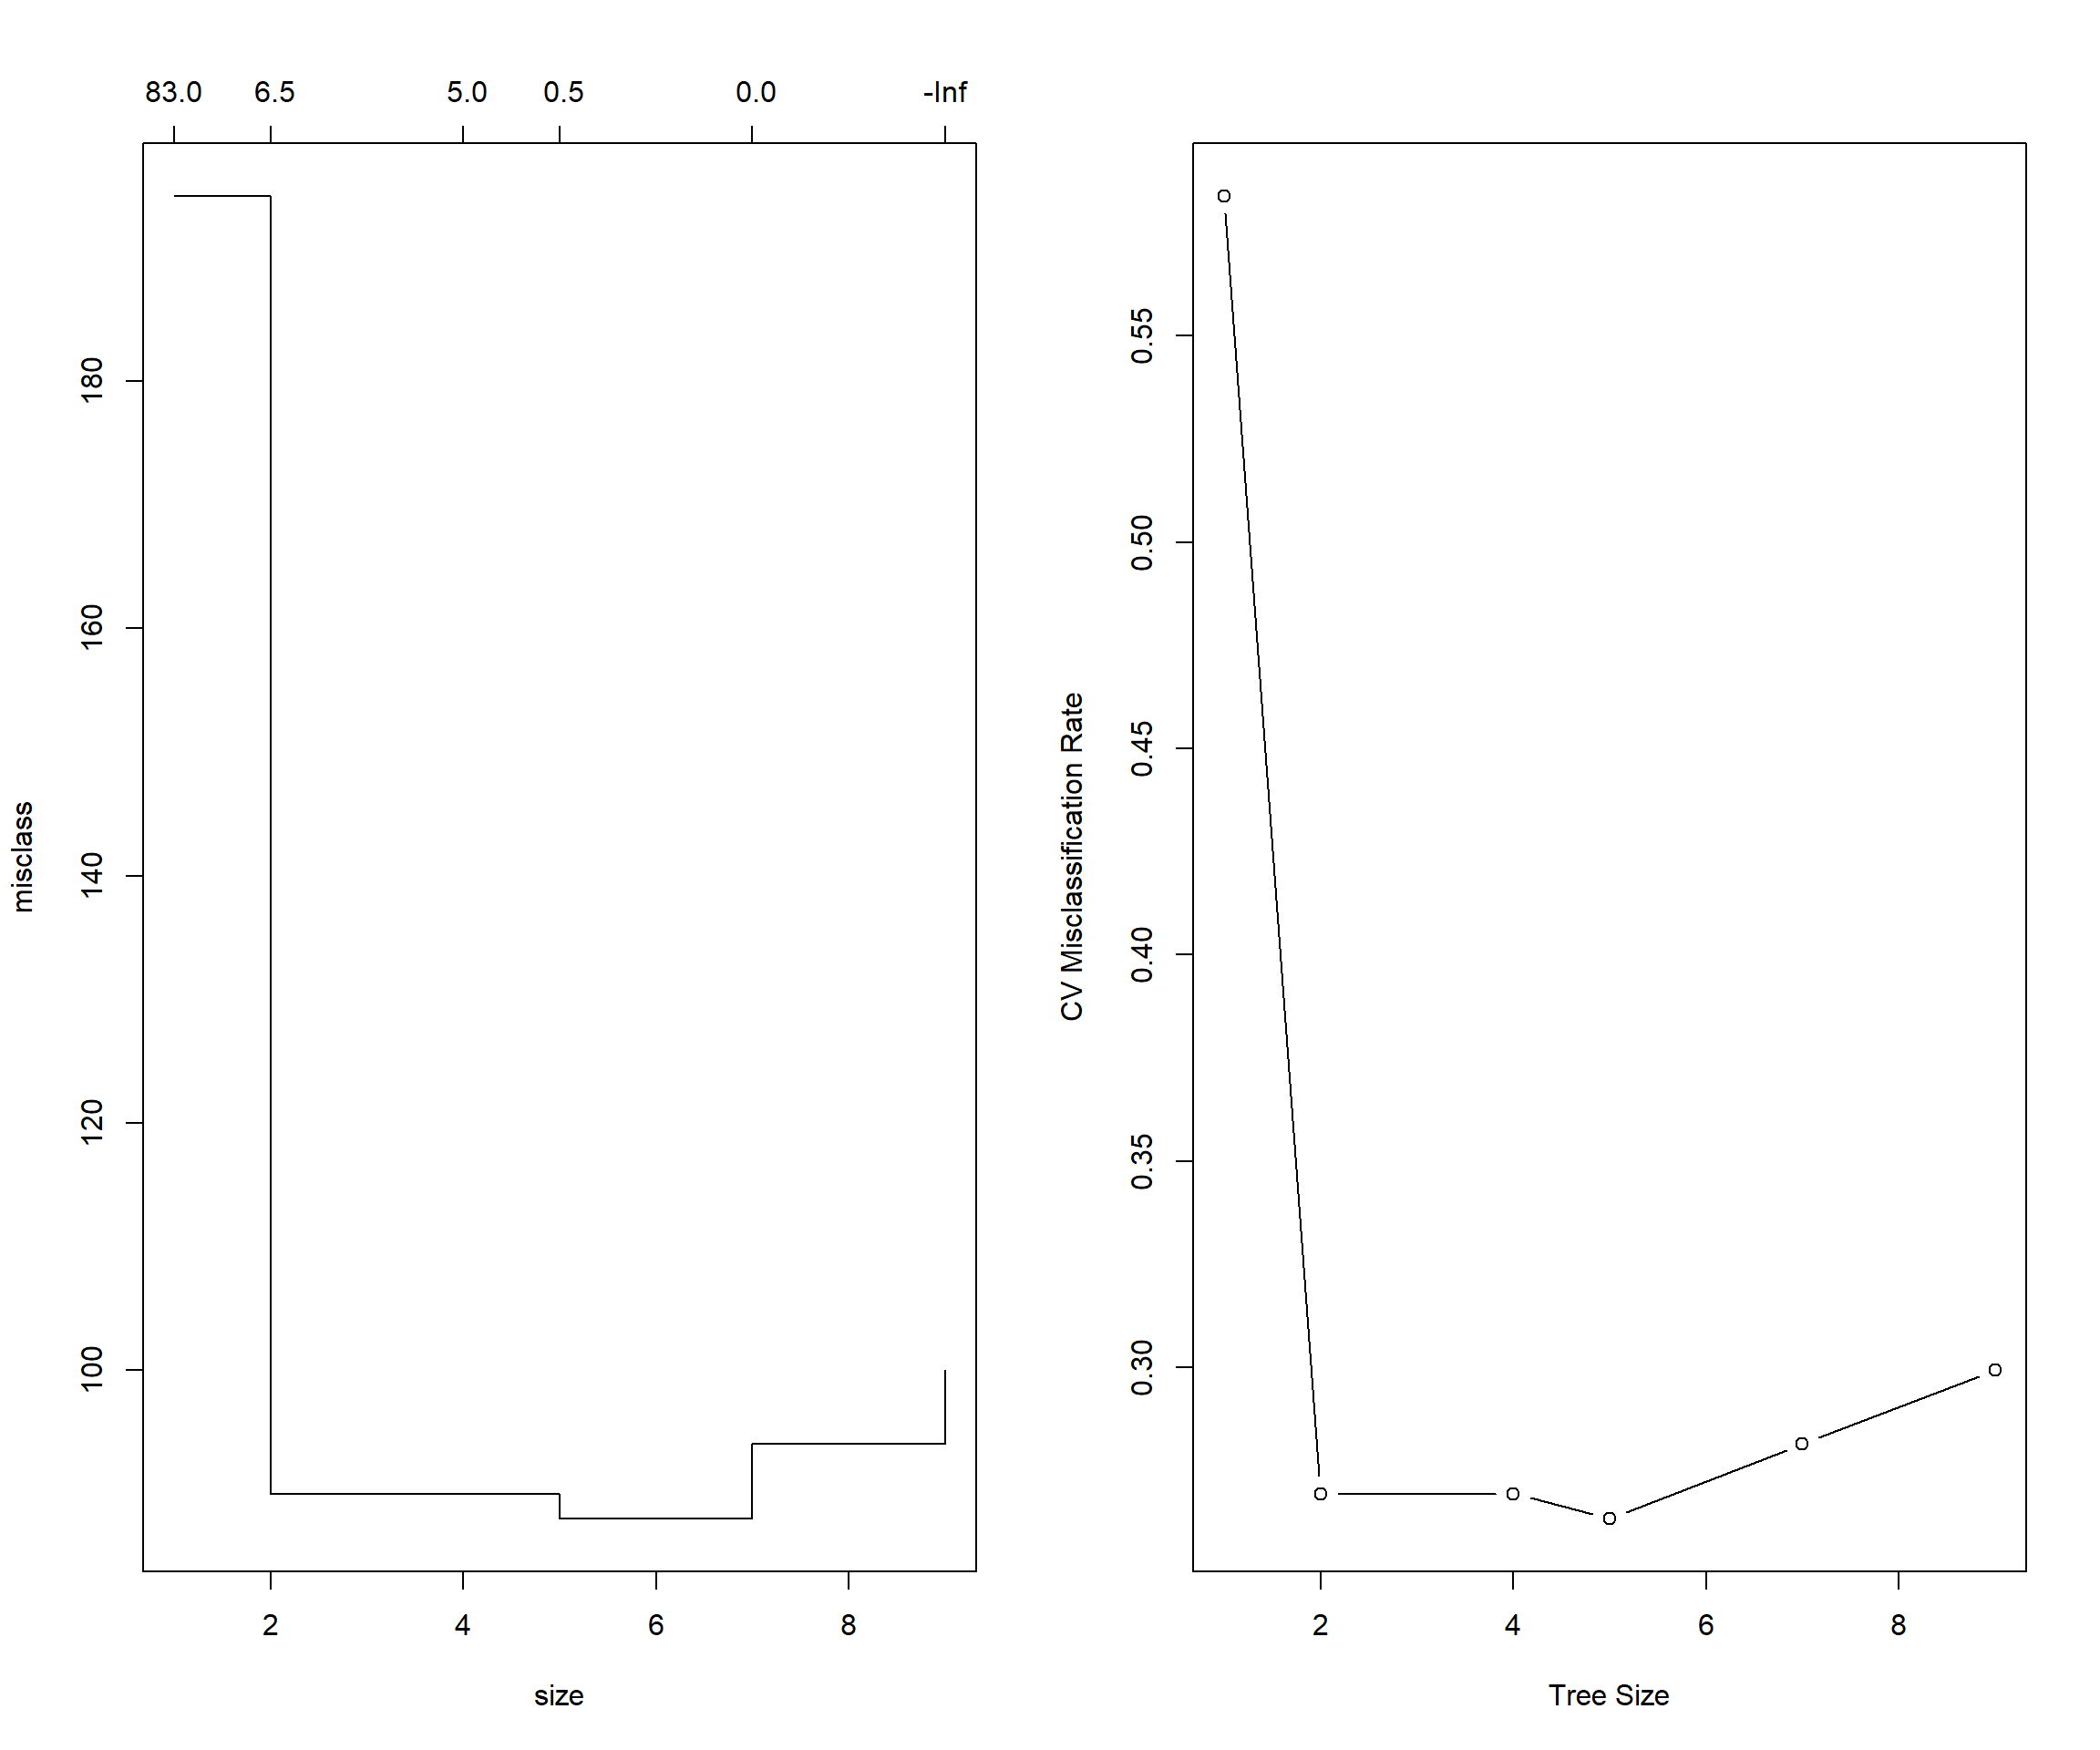 83.0 6.5 5.0 0.5 0.0 -Inf
180
160
140
120
100
misclass
2 4 6 8
size
0.55
0.50
0.45
0.40
0.35
0.30
CV Misclassification Rate
2 4 6 8
Tree Size